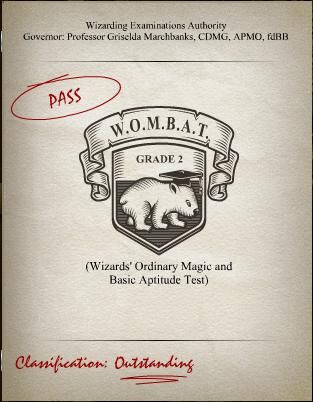 Wizarding Examinations Authority
Governor: Professor Griselda Marchbanks, CDMG, APMO, fdBB
PASS
W.O.M.B.A.T.
GRADE 2
(Wizards' Ordinary Magic and
Basic Aptitude Test)
Classification: Outstanding